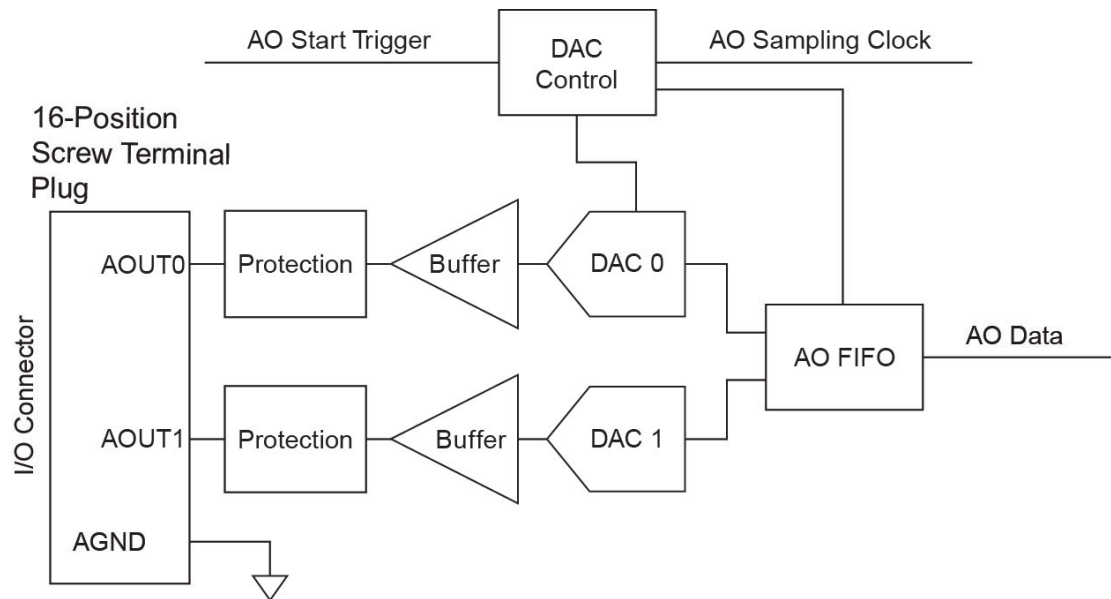 AO Start Trigger
DAC
Control
AO Sampling Clock
16-Position
Screw Terminal
Plug
I/O Connector
AOUT0
Protection
Buffer
DAC 0
AO FIFO
AO Data
AOUT1
Protection
Buffer
DAC 1
AGND